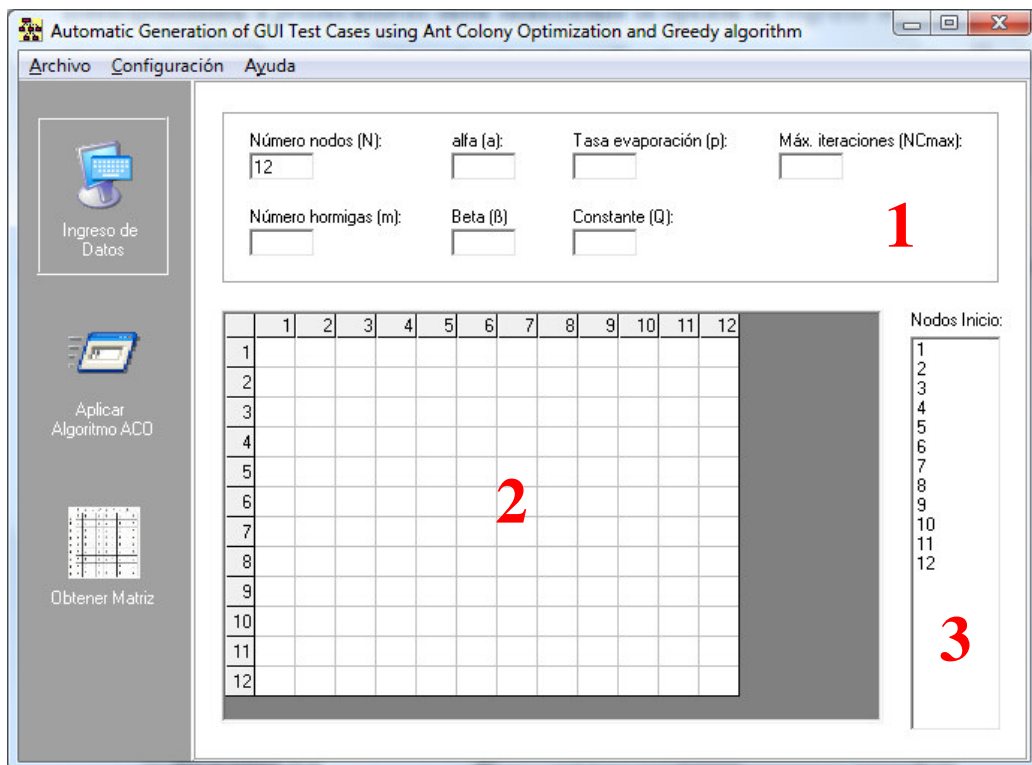 Automatic Generation of GUI Test Cases using Ant Colony Optimization and Greedy algorithm
Archivo Configuración Ayuda
Ingreso de
Datos
Aplicar
Algoritmo ACO
Obtener Matriz
Número nodos (N): alfa (a): Tasa evaporación (p): Máx. iteraciones (NCmax):
12
Número hormigas (m): Beta (ß) Constante (Q):
1
1 2 3 4 5 6 7 8 9 10 11 12
1
2
3
4
5
6
7
8
9
10
11
12
2
Nodos Inicio:
1
2
3
4
5
6
7
8
9
10
11
12
3